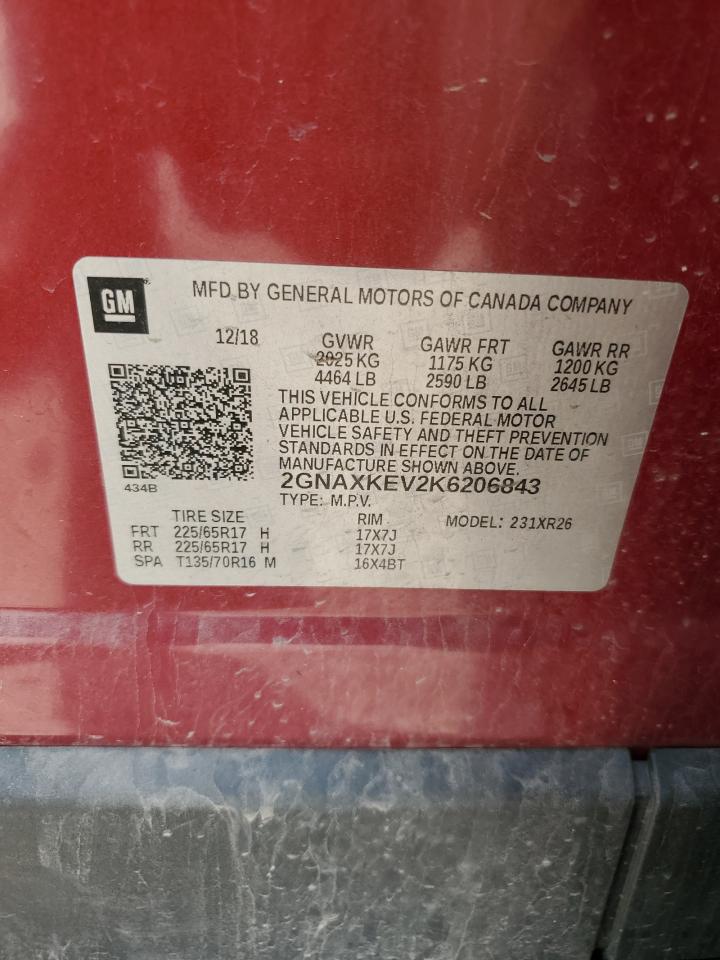 GM
MFD.BY GENERAL MOTORS OF CANADA COMPANY
12/18
GVWR GAWR FRT GAWR RR
2025 KG 1175 KG 1200 KG
4464 LB 2590 LB 2645 LB
THIS VEHICLE CONFORMS TO ALL
APPLICABLE U.S. FEDERAL MOTOR
VEHICLE SAFETY AND THEFT PREVENTION
STANDARDS IN EFFECT ON THE DATE OF
MANUFACTURE SHOWN ABOVE.
434B
2GNAXKEV2K6206843
TYPE: M.P.V.
TIRE SIZE RIM MODEL: 231XR26
FRT 225/65R17 H 17X7J
RR 225/65R17 H 17X7J
SPA T135/70R16 M 16X4BT